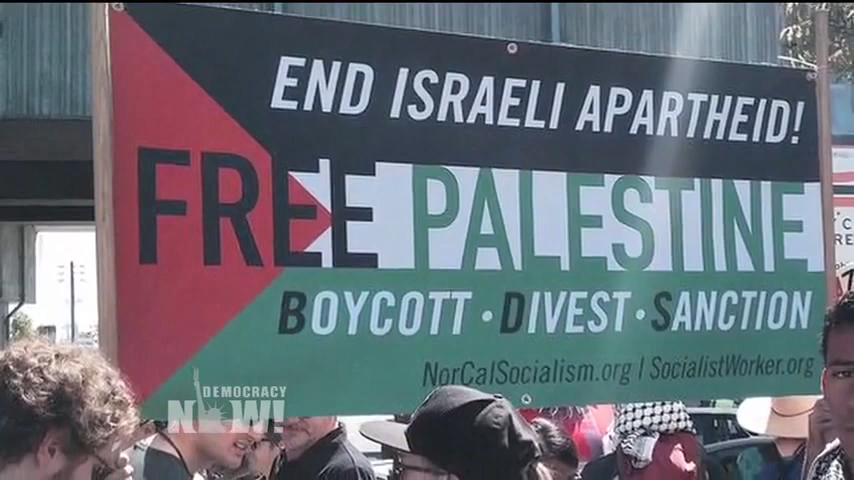 END ISRAELI APARTHEID!
FREE PALESTINE
BOYCOTT · DIVEST · SANCTION
NorCalSocialism.org | SocialistWorker.org
DEMOCRACY
NOW!